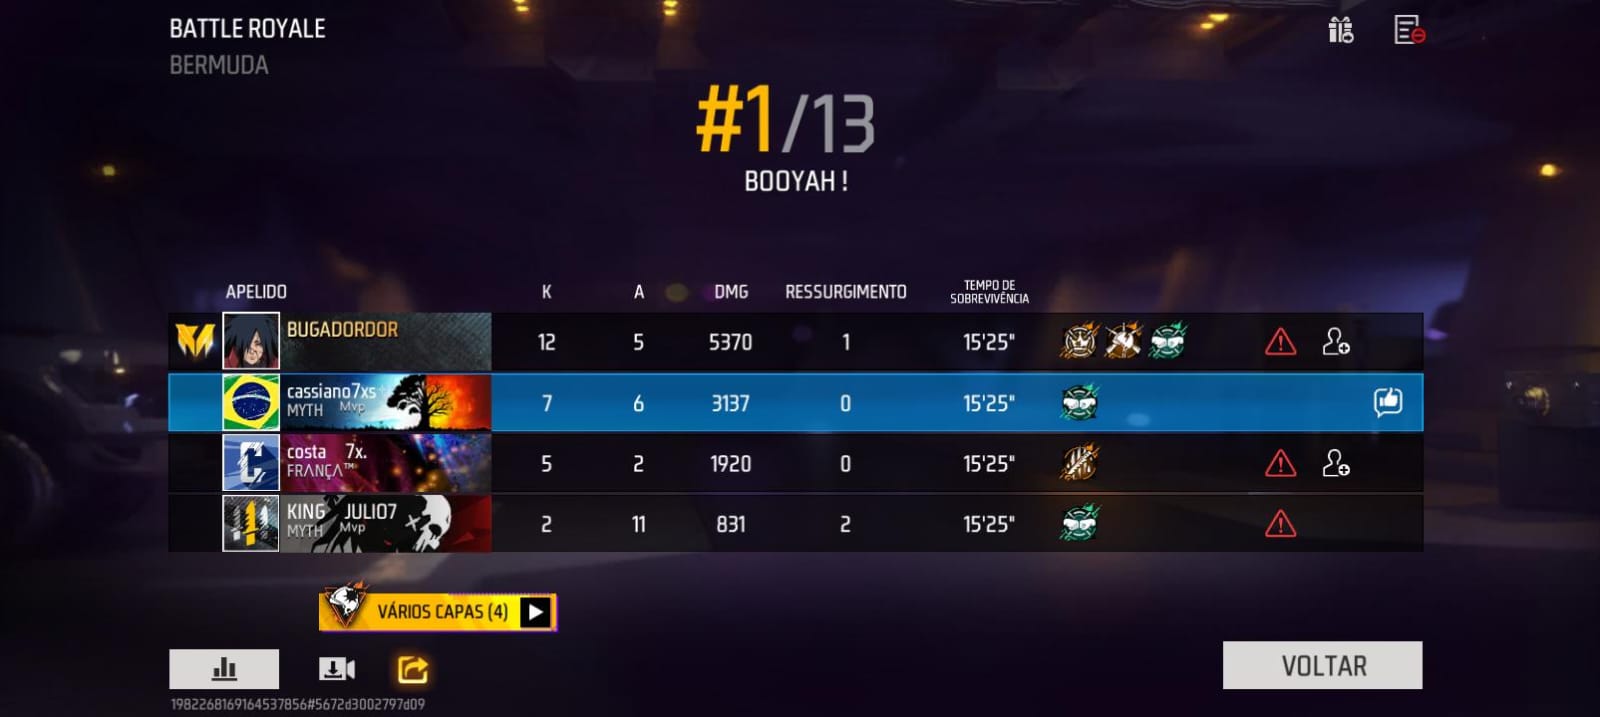 BATTLE ROYALE
BERMUDA
#1/13
BOOYAH !
APELIDO K A DMG RESSURGIMENTO TEMPO DE
SOBREVIVÊNCIA
BUGADORDOR 12 5 5370 1 15'25"
cassiano7xs 7 6 3137 0 15'25"
MYTH Mvp
costa 7x. 5 2 1920 0 15'25"
FRANÇA™
KING JULIO7 2 11 831 2 15'25"
MYTH Mvp
VÁRIOS CAPAS (4)
VOLTAR
1982268169164537856#5672d3002797d09